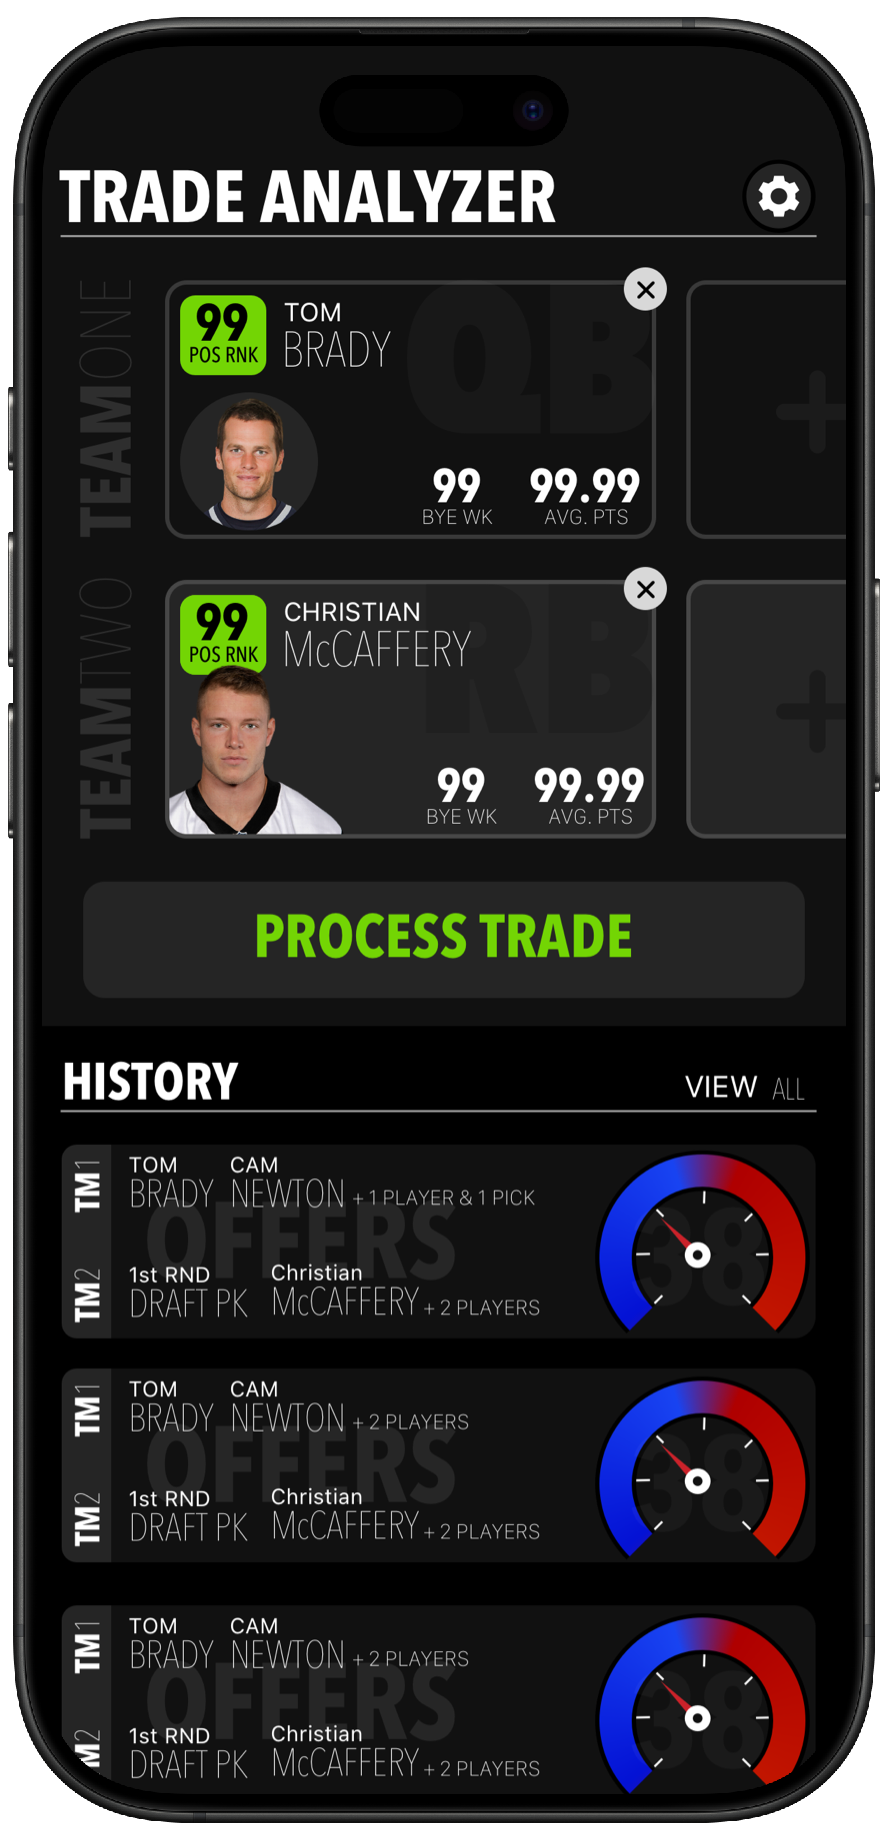 TRADE ANALYZER
TEAMONE
99
POS RNK
TOM
BRADY
QB
99
BYE WK
99.99
AVG. PTS
TEAMTWO
99
POS RNK
CHRISTIAN
McCAFFERY
RB
99
BYE WK
99.99
AVG. PTS
PROCESS TRADE
HISTORY
VIEW ALL
TM1
TOM CAM
BRADY NEWTON + 1 PLAYER & 1 PICK
OFFERS
TM2
1st RND Christian
DRAFT PK McCAFFERY + 2 PLAYERS
38
TM1
TOM CAM
BRADY NEWTON + 2 PLAYERS
OFFERS
TM2
1st RND Christian
DRAFT PK McCAFFERY + 2 PLAYERS
38
TM1
TOM CAM
BRADY NEWTON + 2 PLAYERS
OFFERS
M2
1st RND Christian
DRAFT PK McCAFFERY + 2 PLAYERS
38